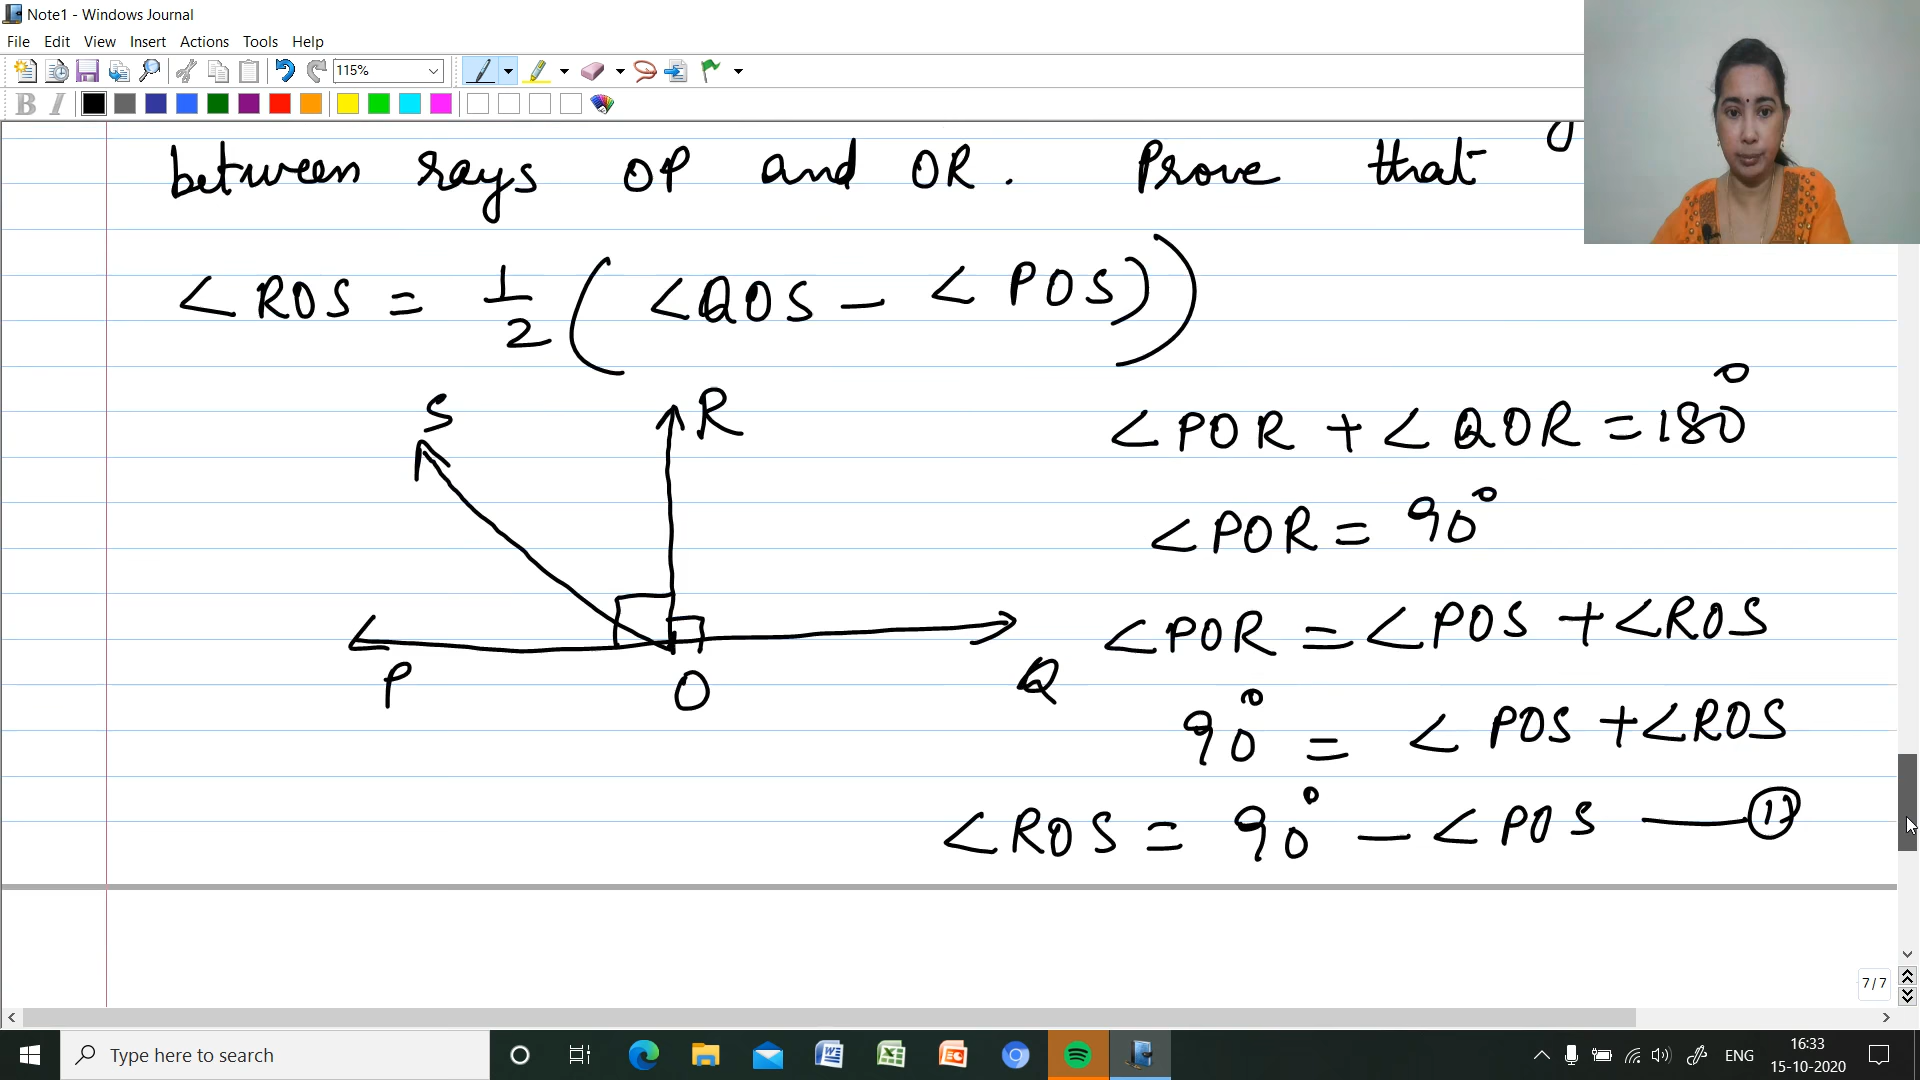 Note1 - Windows Journal
File Edit View Insert Actions Tools Help
115%
B I
between rays OP and OR. Prove that
∠ROS = 1/2 (∠QOS - ∠POS))
S R
P O Q
∠POR + ∠QOR = 180°
∠POR = 90°
∠POR = ∠POS + ∠ROS
90° = ∠POS + ∠ROS
∠ROS = 90° - ∠POS
7 / 7
Type here to search
ENG
16:33
15-10-2020